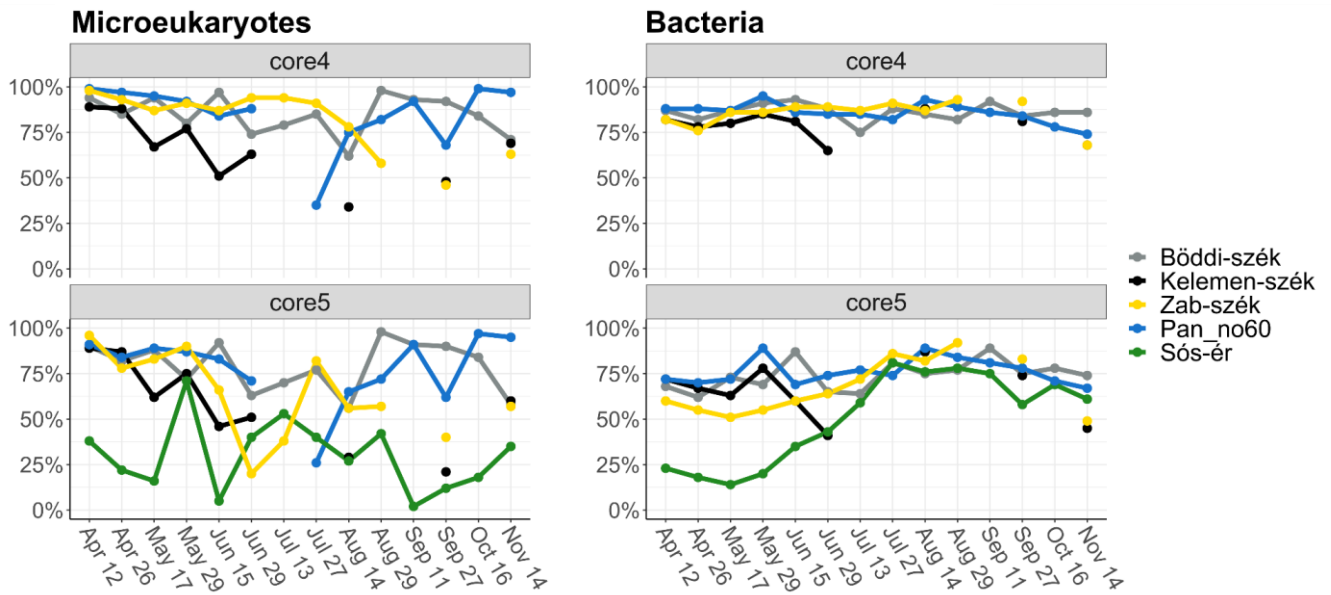 Microeukaryotes
Bacteria
core4
core4
100%
75%
50%
25%
0%
100%
75%
50%
25%
0%
core5
core5
100%
75%
50%
25%
0%
100%
75%
50%
25%
0%
Apr 12
Apr 26
May 17
May 29
Jun 15
Jun 29
Jul 13
Jul 27
Aug 14
Aug 29
Sep 11
Sep 27
Oct 16
Nov 14
Apr 12
Apr 26
May 17
May 29
Jun 15
Jun 29
Jul 13
Jul 27
Aug 14
Aug 29
Sep 11
Sep 27
Oct 16
Nov 14
Böddi-szék
Kelemen-szék
Zab-szék
Pan_no60
Sós-ér